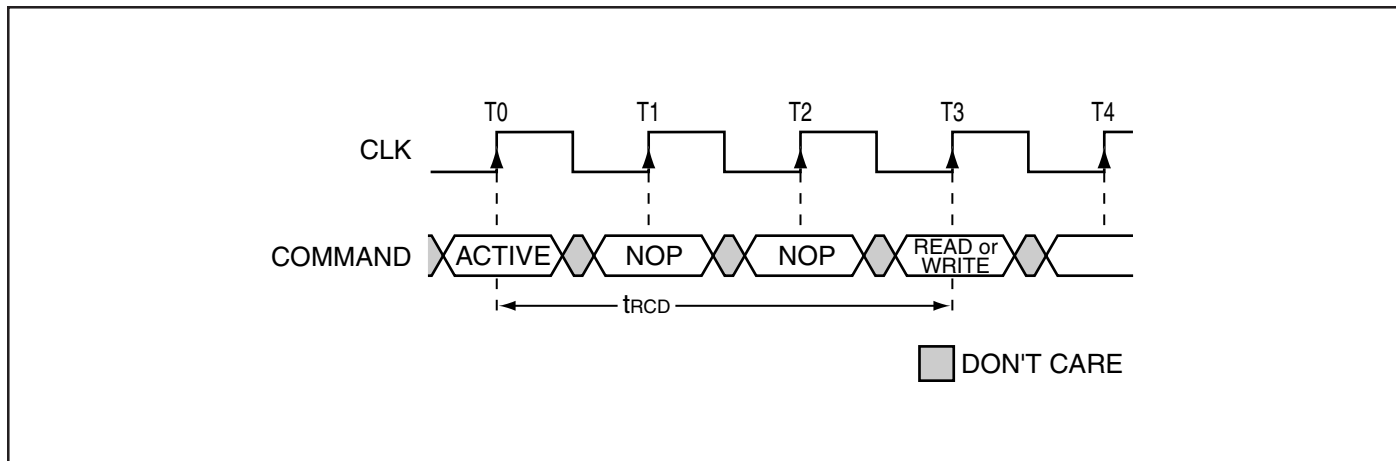 T0 T1 T2 T3 T4
CLK
COMMAND ACTIVE NOP NOP READ or
WRITE
tRCD
DON'T CARE